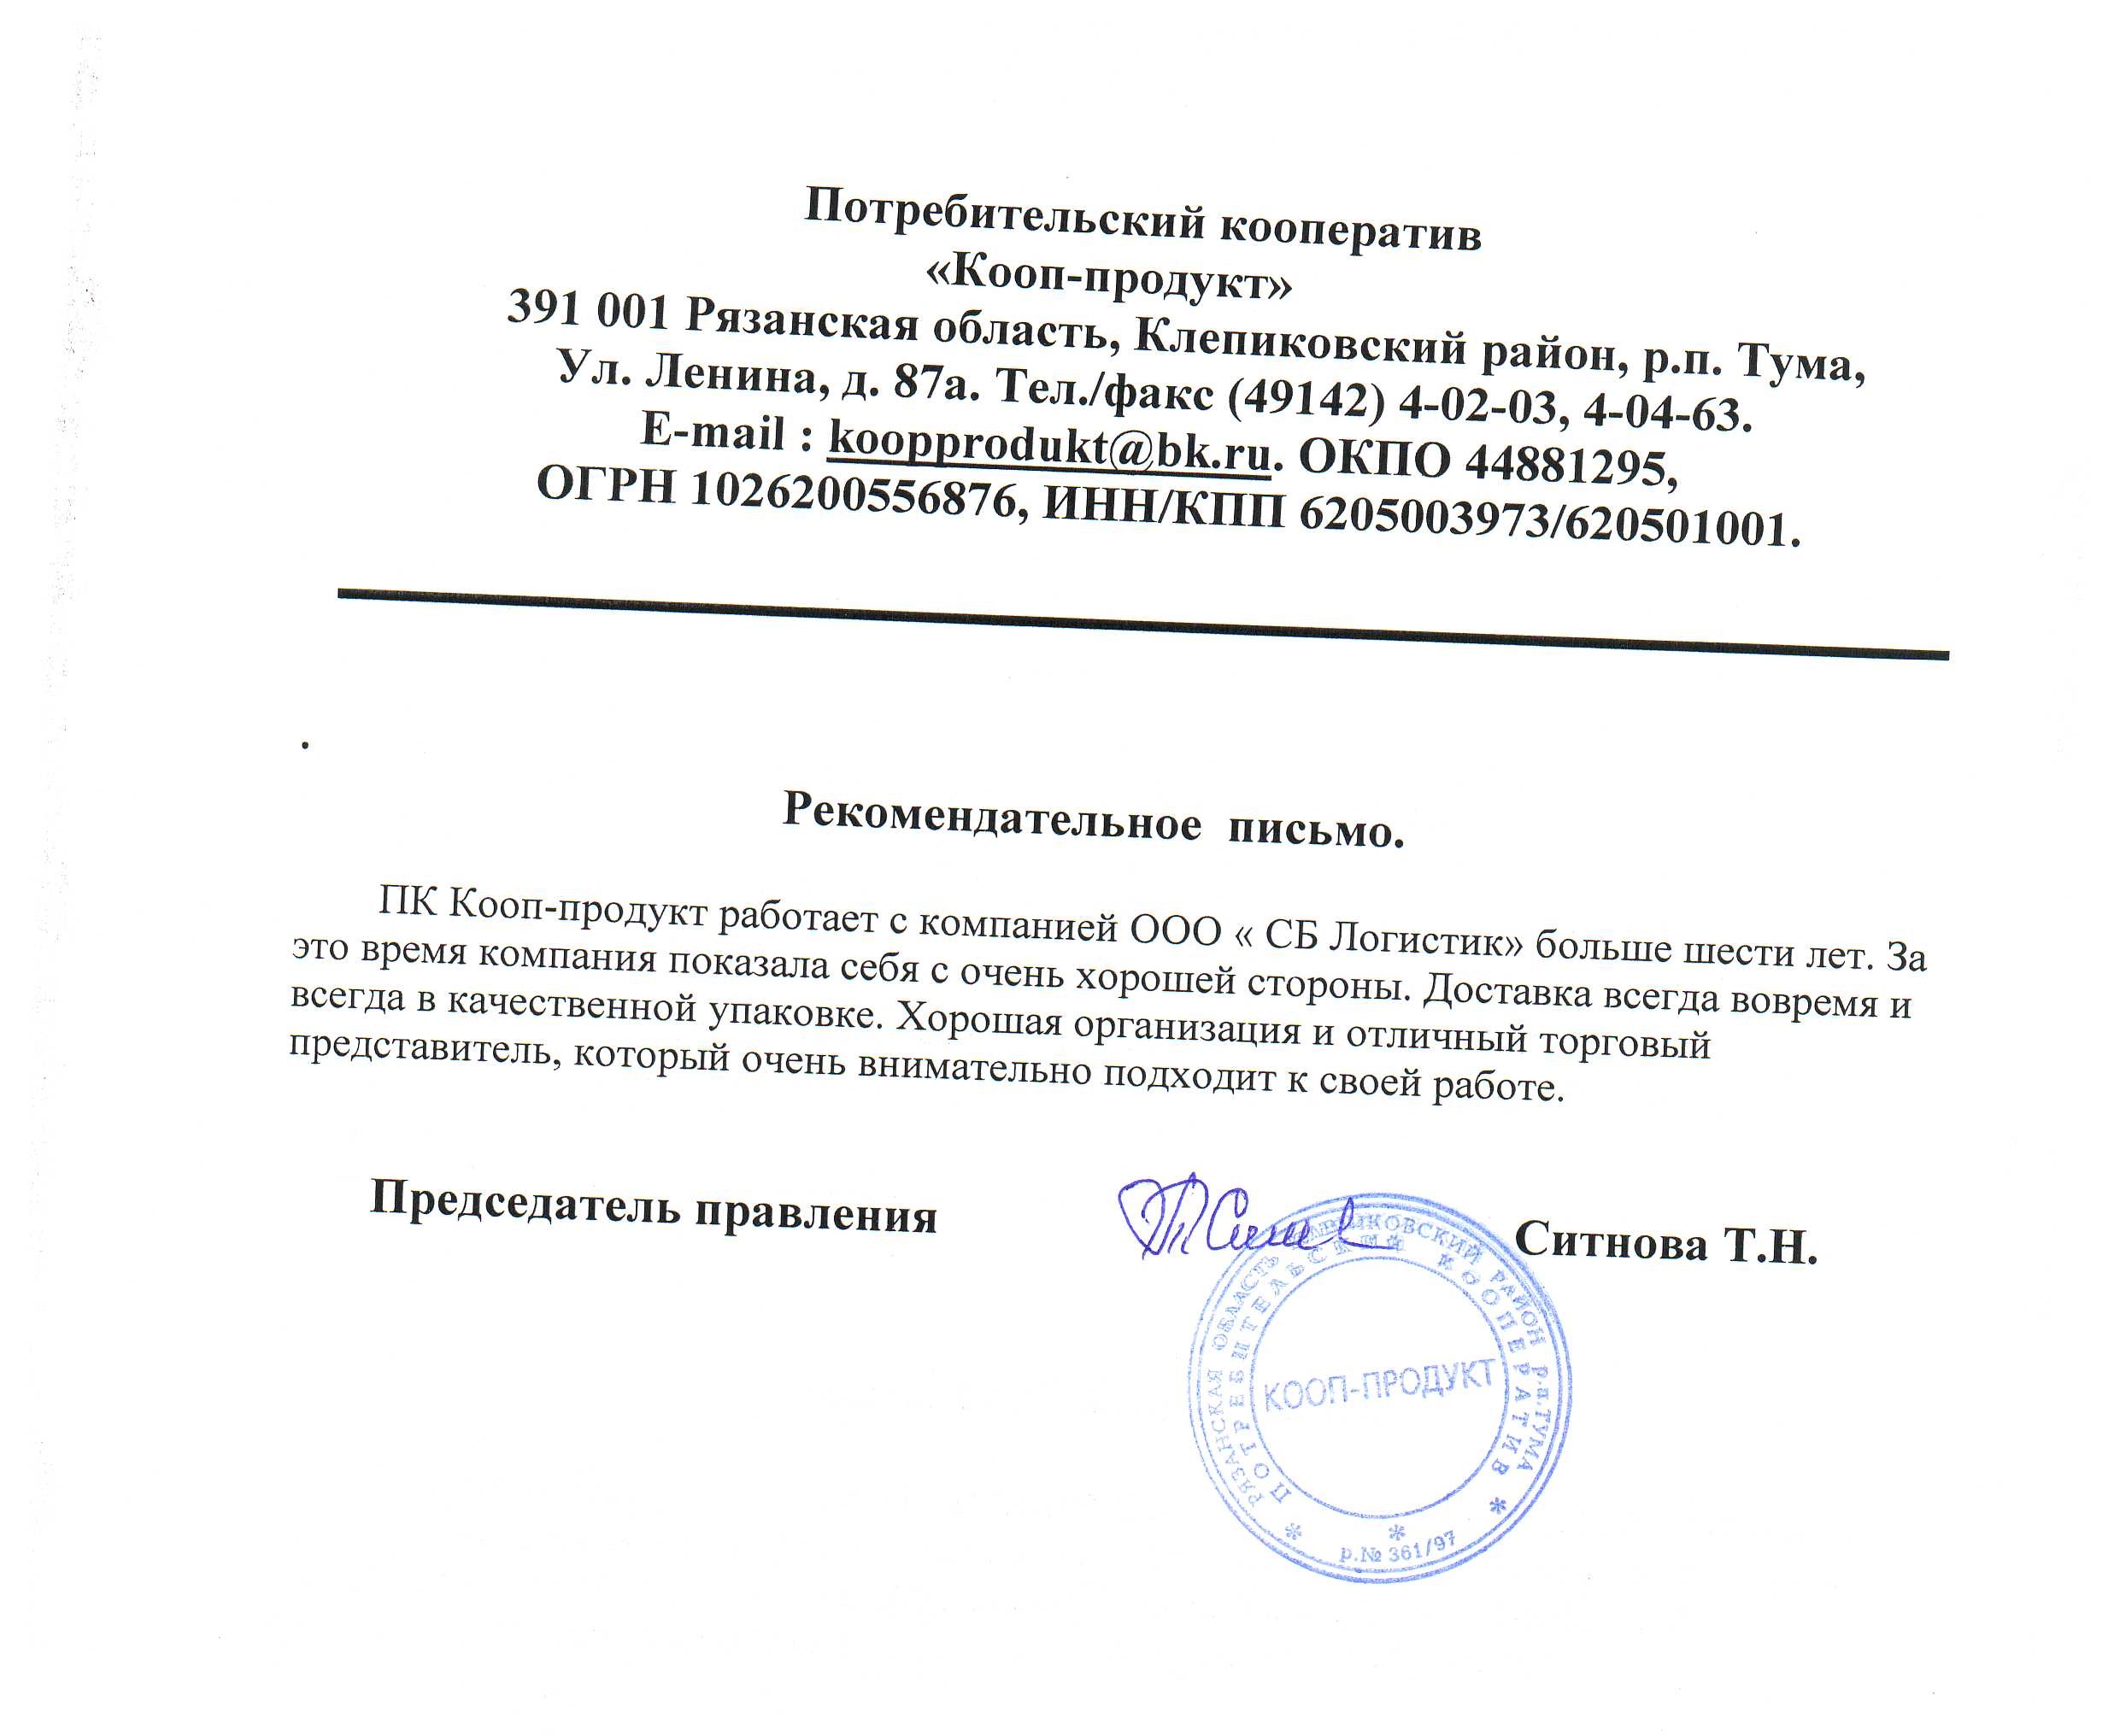 Потребительский кооператив
«Кооп-продукт»
391 001 Рязанская область, Клепиковский район, р.п. Тума,
Ул. Ленина, д. 87а. Тел./факс (49142) 4-02-03, 4-04-63.
E-mail : koopprodukt@bk.ru. ОКПО 44881295,
ОГРН 1026200556876, ИНН/КПП 6205003973/620501001.
.
Рекомендательное письмо.
ПК Кооп-продукт работает с компанией ООО « СБ Логистик» больше шести лет. За
это время компания показала себя с очень хорошей стороны. Доставка всегда вовремя и
всегда в качественной упаковке. Хорошая организация и отличный торговый
представитель, который очень внимательно подходит к своей работе.
Председатель правления
Ситнова Т.Н.
РЯЗАНСКАЯ ОБЛАСТЬ РАЙОН р.п.ТУМА
ПОТРЕБИТЕЛЬСКИЙ КООПЕРАТИВ
КООП-ПРОДУКТ
р.№ 361/97